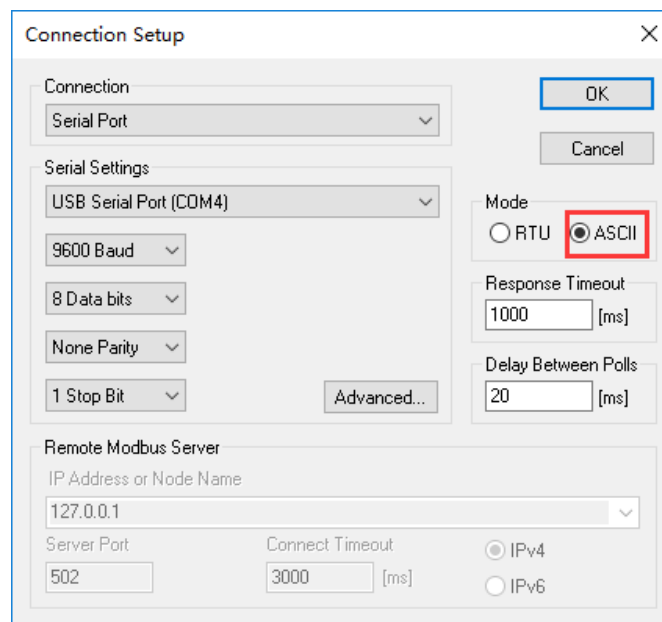 Connection Setup
Connection
Serial Port
OK
Cancel
Serial Settings
USB Serial Port (COM4)
Mode
RTU
ASCII
9600 Baud
Response Timeout
8 Data bits
1000 [ms]
None Parity
Delay Between Polls
1 Stop Bit
Advanced...
20 [ms]
Remote Modbus Server
IP Address or Node Name
127.0.0.1
Server Port
Connect Timeout
IPv4
502
3000 [ms]
IPv6